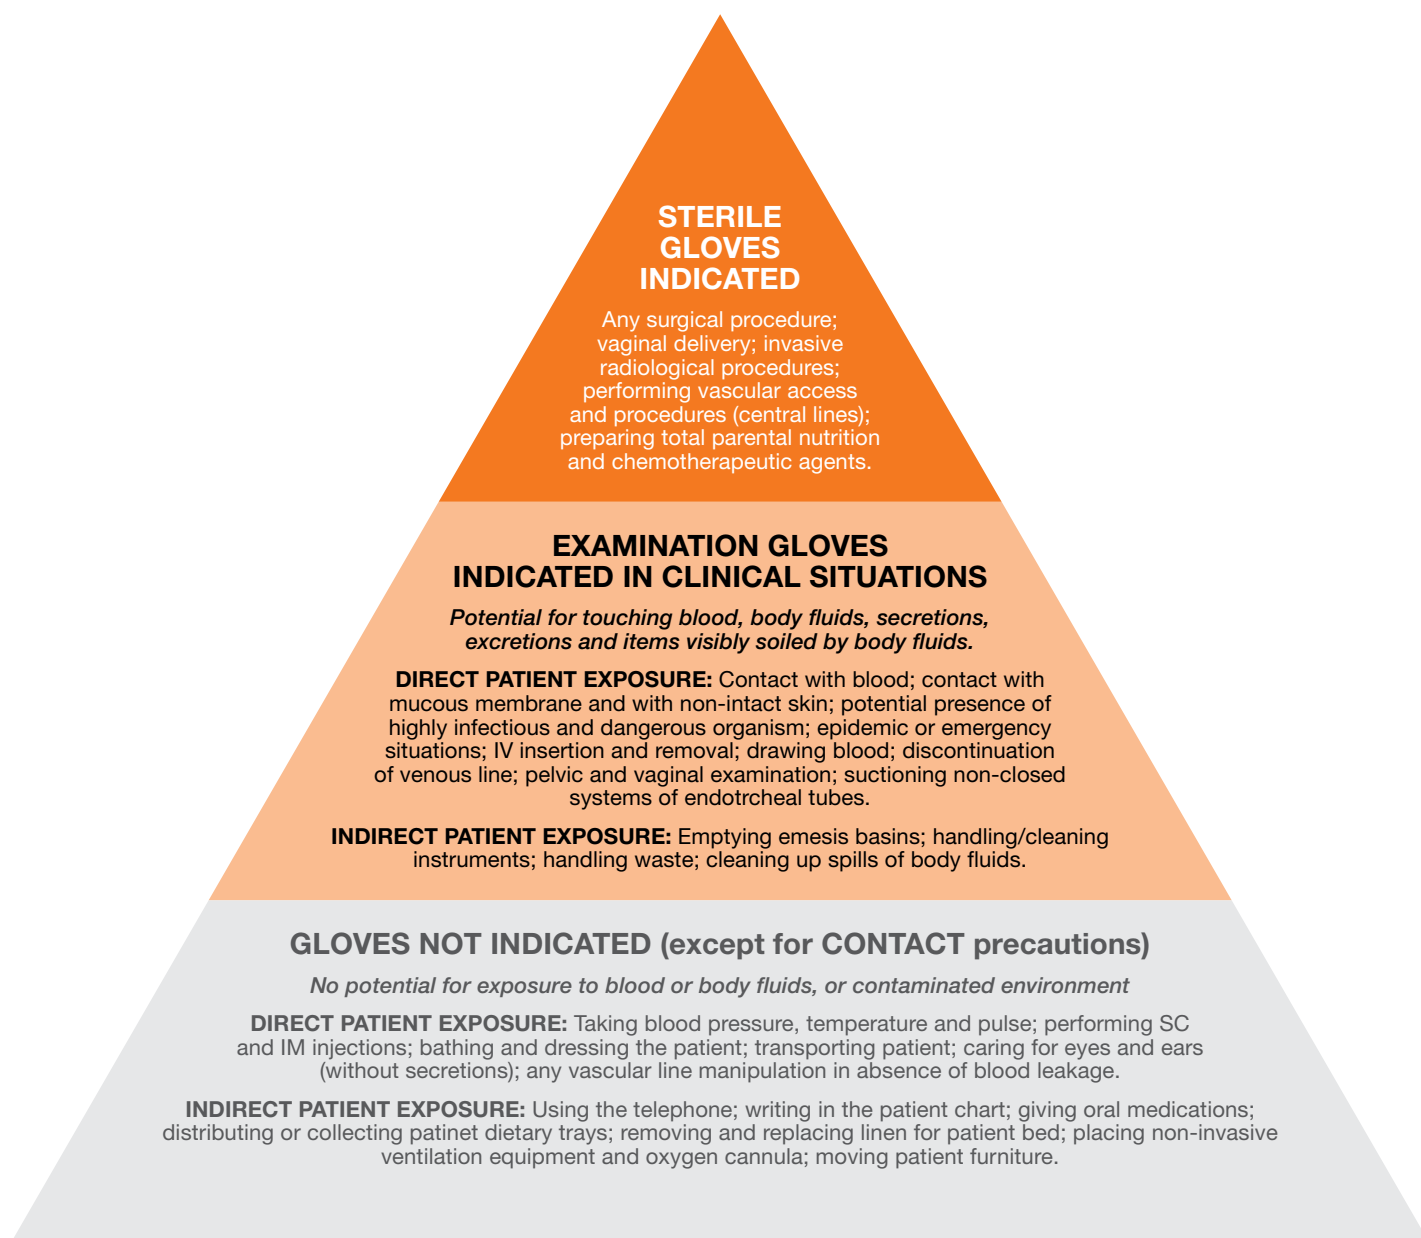 STERILE
GLOVES
INDICATED
Any surgical procedure;
vaginal delivery; invasive
radiological procedures;
performing vascular access
and procedures (central lines);
preparing total parental nutrition
and chemotherapeutic agents.
EXAMINATION GLOVES
INDICATED IN CLINICAL SITUATIONS
Potential for touching blood, body fluids, secretions,
excretions and items visibly soiled by body fluids.
DIRECT PATIENT EXPOSURE: Contact with blood; contact with
mucous membrane and with non-intact skin; potential presence of
highly infectious and dangerous organism; epidemic or emergency
situations; IV insertion and removal; drawing blood; discontinuation
of venous line; pelvic and vaginal examination; suctioning non-closed
systems of endotrcheal tubes.
INDIRECT PATIENT EXPOSURE: Emptying emesis basins; handling/cleaning
instruments; handling waste; cleaning up spills of body fluids.
GLOVES NOT INDICATED (except for CONTACT precautions)
No potential for exposure to blood or body fluids, or contaminated environment
DIRECT PATIENT EXPOSURE: Taking blood pressure, temperature and pulse; performing SC
and IM injections; bathing and dressing the patient; transporting patient; caring for eyes and ears
(without secretions); any vascular line manipulation in absence of blood leakage.
INDIRECT PATIENT EXPOSURE: Using the telephone; writing in the patient chart; giving oral medications;
distributing or collecting patinet dietary trays; removing and replacing linen for patient bed; placing non-invasive
ventilation equipment and oxygen cannula; moving patient furniture.